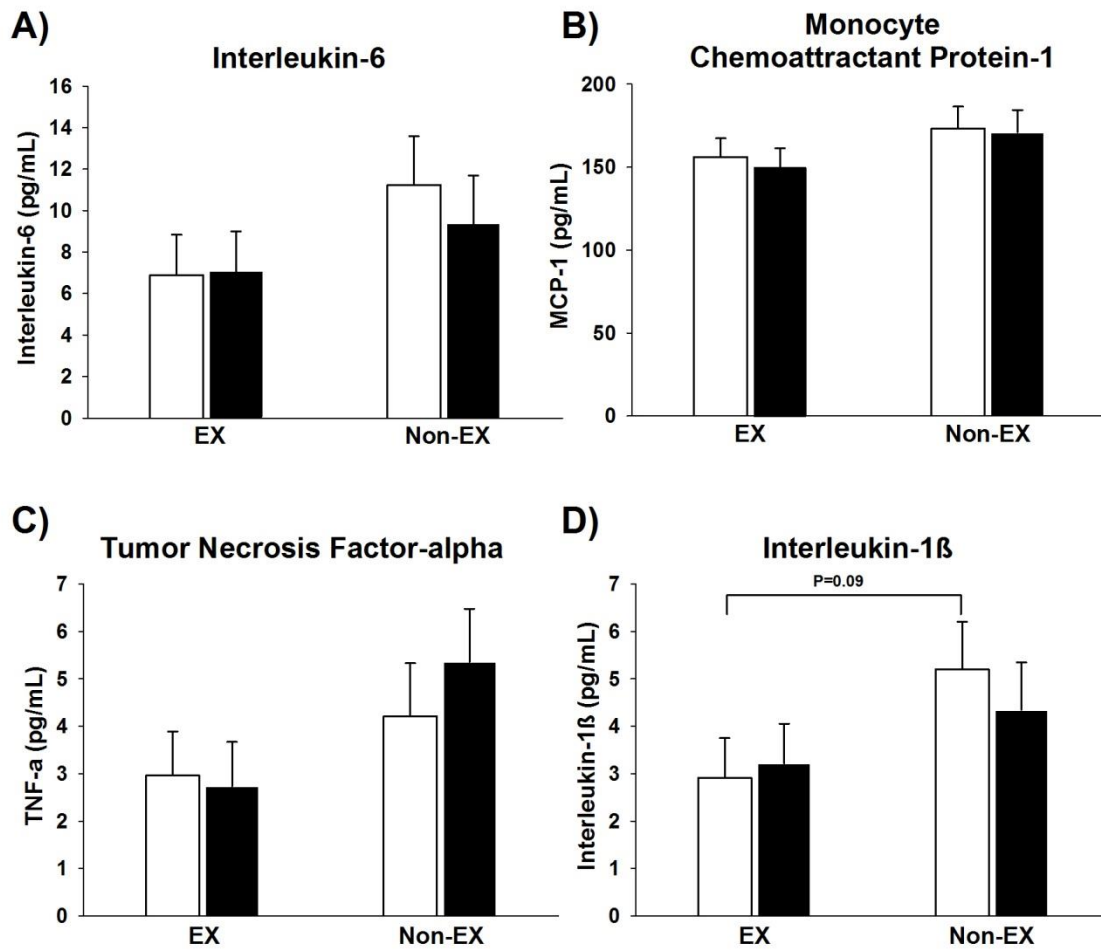 A)
Interleukin-6
Interleukin-6 (pg/mL)
16
14
12
10
8
6
4
2
0
EX
Non-EX
B)
Monocyte
Chemoattractant Protein-1
MCP-1 (pg/mL)
200
150
100
50
0
EX
Non-EX
C)
Tumor Necrosis Factor-alpha
TNF-a (pg/mL)
7
6
5
4
3
2
1
0
EX
Non-EX
D)
Interleukin-1ß
P=0.09
Interleukin-1ß (pg/mL)
7
6
5
4
3
2
1
0
EX
Non-EX